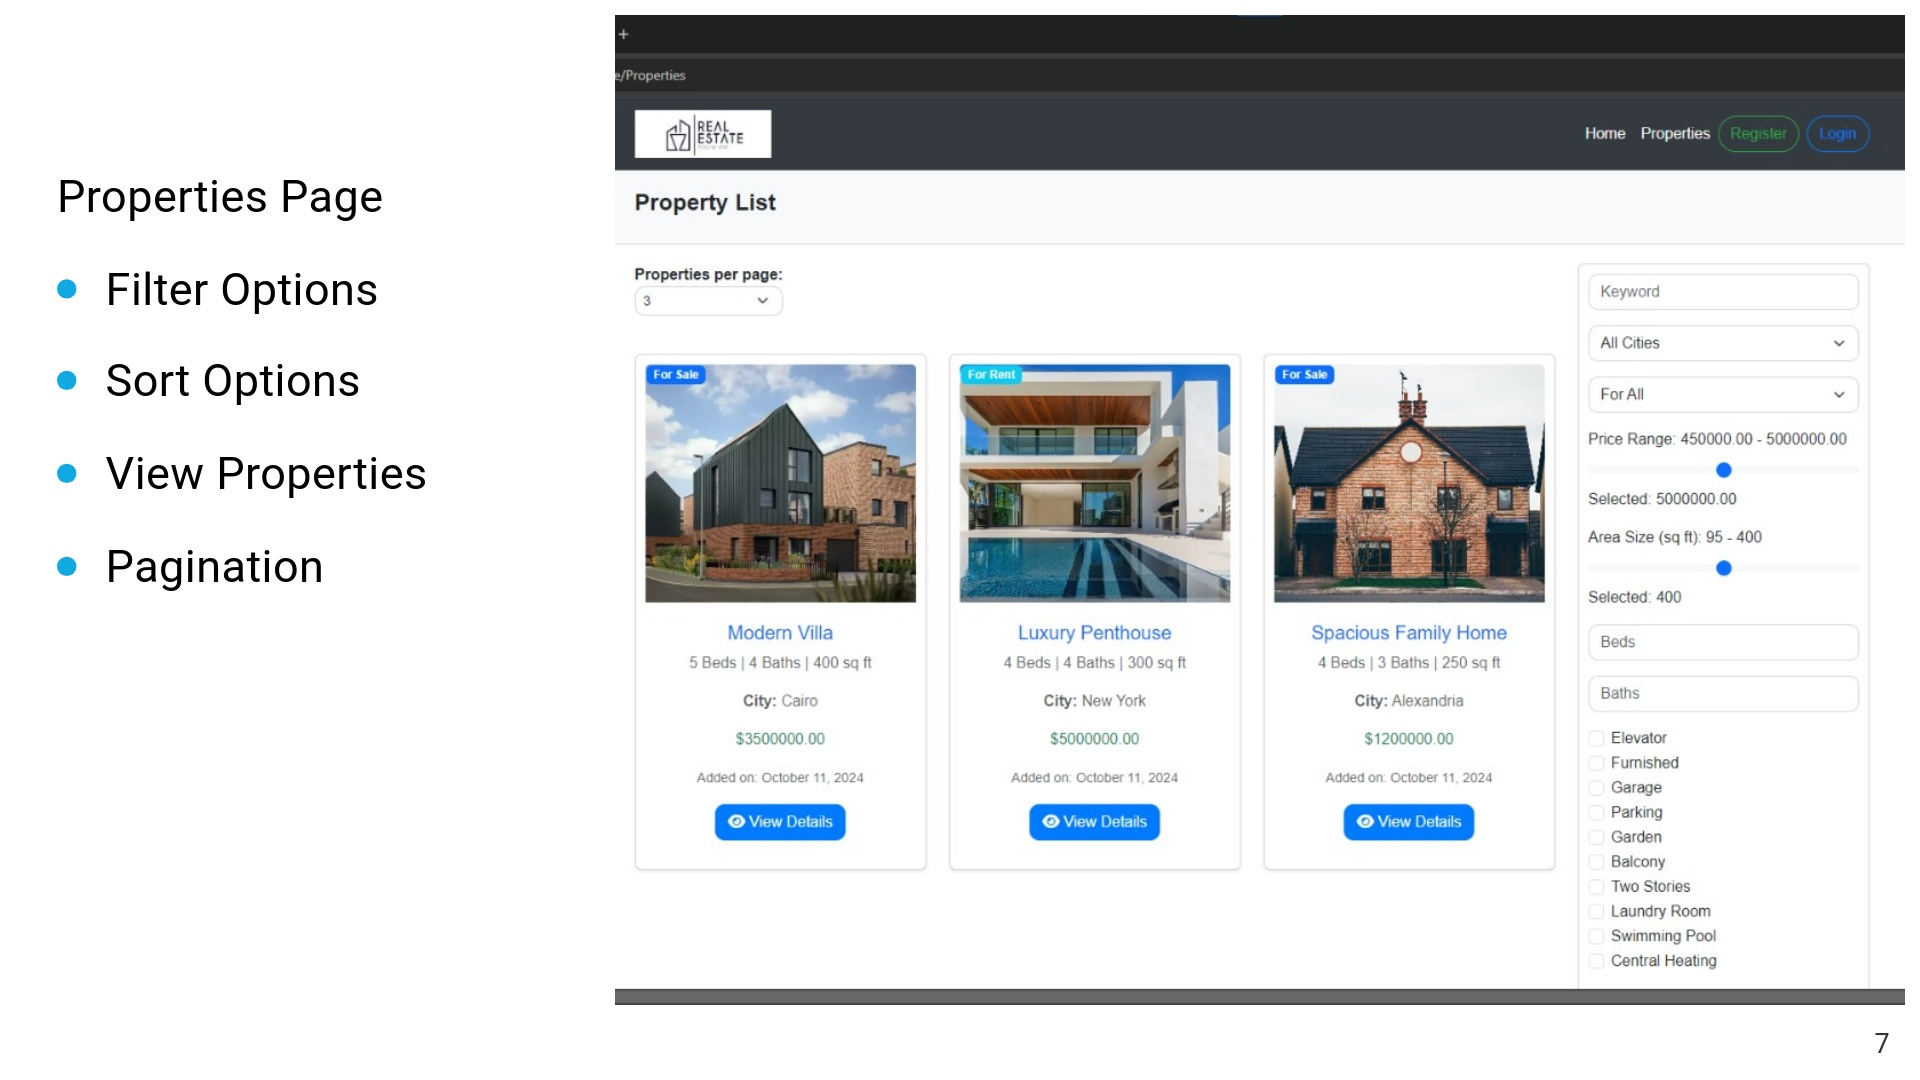 Properties Page
Filter Options
Sort Options
View Properties
Pagination
+
e/Properties
REAL
ESTATE
Home Properties Register Login
Property List
Properties per page:
3
For Sale
Modern Villa
5 Beds | 4 Baths | 400 sq ft
City: Cairo
$3500000.00
Added on: October 11, 2024
View Details
For Rent
Luxury Penthouse
4 Beds | 4 Baths | 300 sq ft
City: New York
$5000000.00
Added on: October 11, 2024
View Details
For Sale
Spacious Family Home
4 Beds | 3 Baths | 250 sq ft
City: Alexandria
$1200000.00
Added on: October 11, 2024
View Details
Keyword
All Cities
For All
Price Range: 450000.00 - 5000000.00
Selected: 5000000.00
Area Size (sq ft): 95 - 400
Selected: 400
Beds
Baths
Elevator
Furnished
Garage
Parking
Garden
Balcony
Two Stories
Laundry Room
Swimming Pool
Central Heating
7